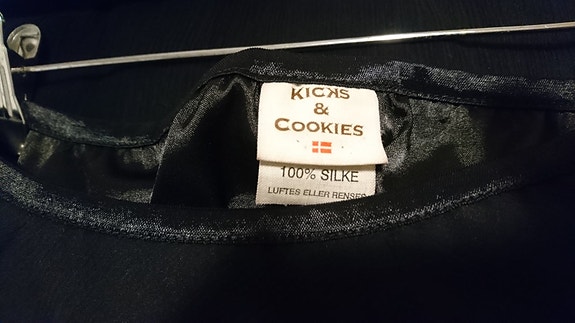 KICKS
&
COOKIES
100% SILKE
LUFTES ELLER RENSES